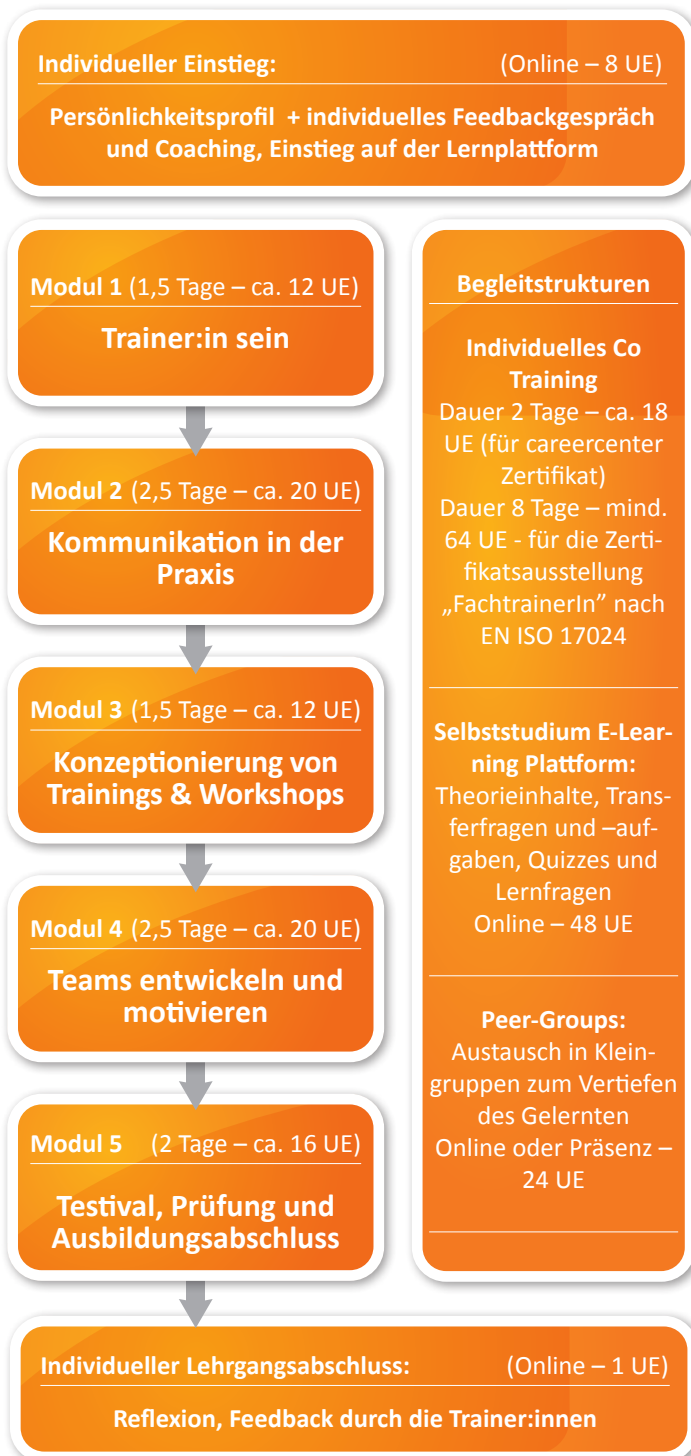 Individueller Einstieg: (Online – 8 UE)
Persönlichkeitsprofil + individuelles Feedbackgespräch
und Coaching, Einstieg auf der Lernplattform
Modul 1 (1,5 Tage – ca. 12 UE)
Trainer:in sein
Modul 2 (2,5 Tage – ca. 20 UE)
Kommunikation in der
Praxis
Modul 3 (1,5 Tage – ca. 12 UE)
Konzeptionierung von
Trainings & Workshops
Modul 4 (2,5 Tage – ca. 20 UE)
Teams entwickeln und
motivieren
Modul 5 (2 Tage – ca. 16 UE)
Testival, Prüfung und
Ausbildungsabschluss
Begleitstrukturen
Individuelles Co
Training
Dauer 2 Tage – ca. 18
UE (für careercenter
Zertifikat)
Dauer 8 Tage – mind.
64 UE - für die Zerti-
fikatsausstellung
„FachtrainerIn” nach
EN ISO 17024
Selbststudium E-Lear-
ning Plattform:
Theorieinhalte, Trans-
ferfragen und –auf-
gaben, Quizzes und
Lernfragen
Online – 48 UE
Peer-Groups:
Austausch in Klein-
gruppen zum Vertiefen
des Gelernten
Online oder Präsenz –
24 UE
Individueller Lehrgangsabschluss: (Online – 1 UE)
Reflexion, Feedback durch die Trainer:innen